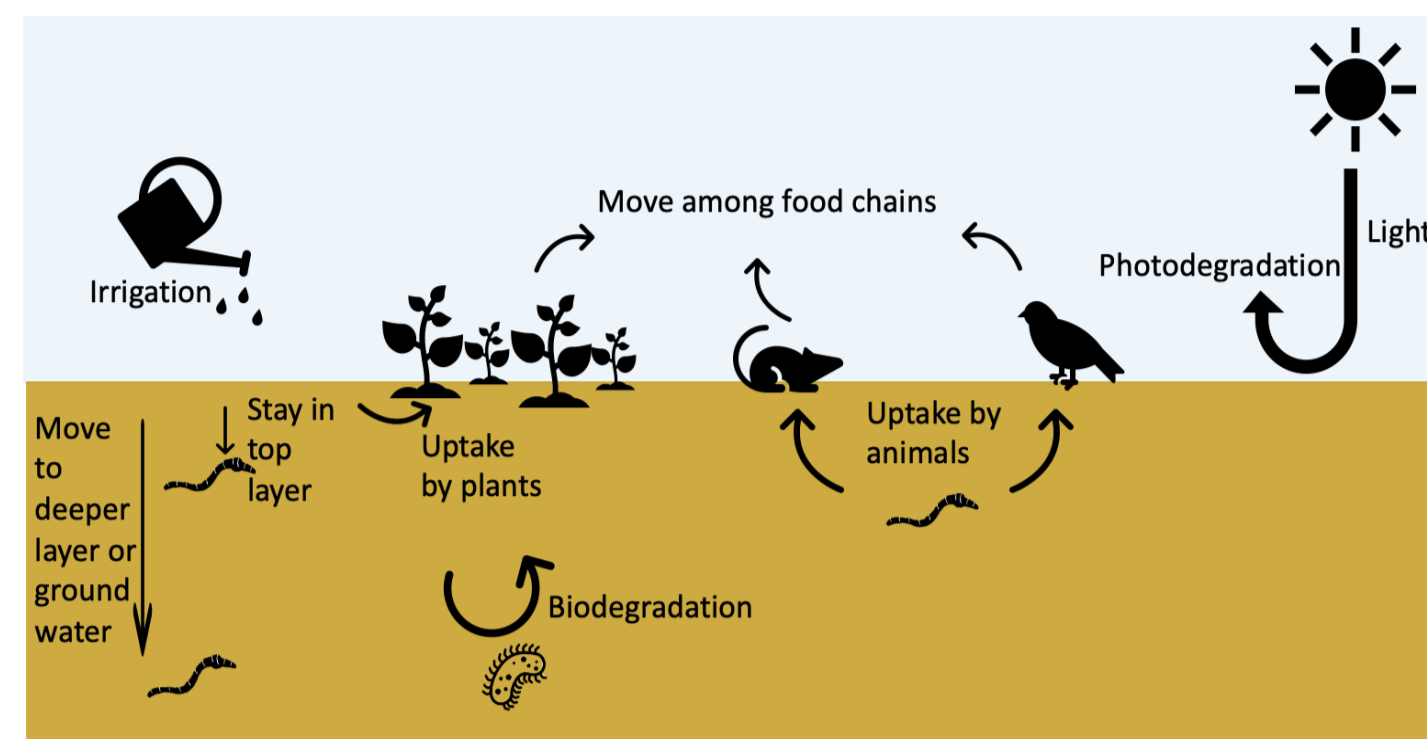 Move among food chains
Light
Photodegradation
Irrigation
Move
to
deeper
layer or
ground
water
Stay in
top
layer
Uptake
by plants
Uptake by
animals
Biodegradation